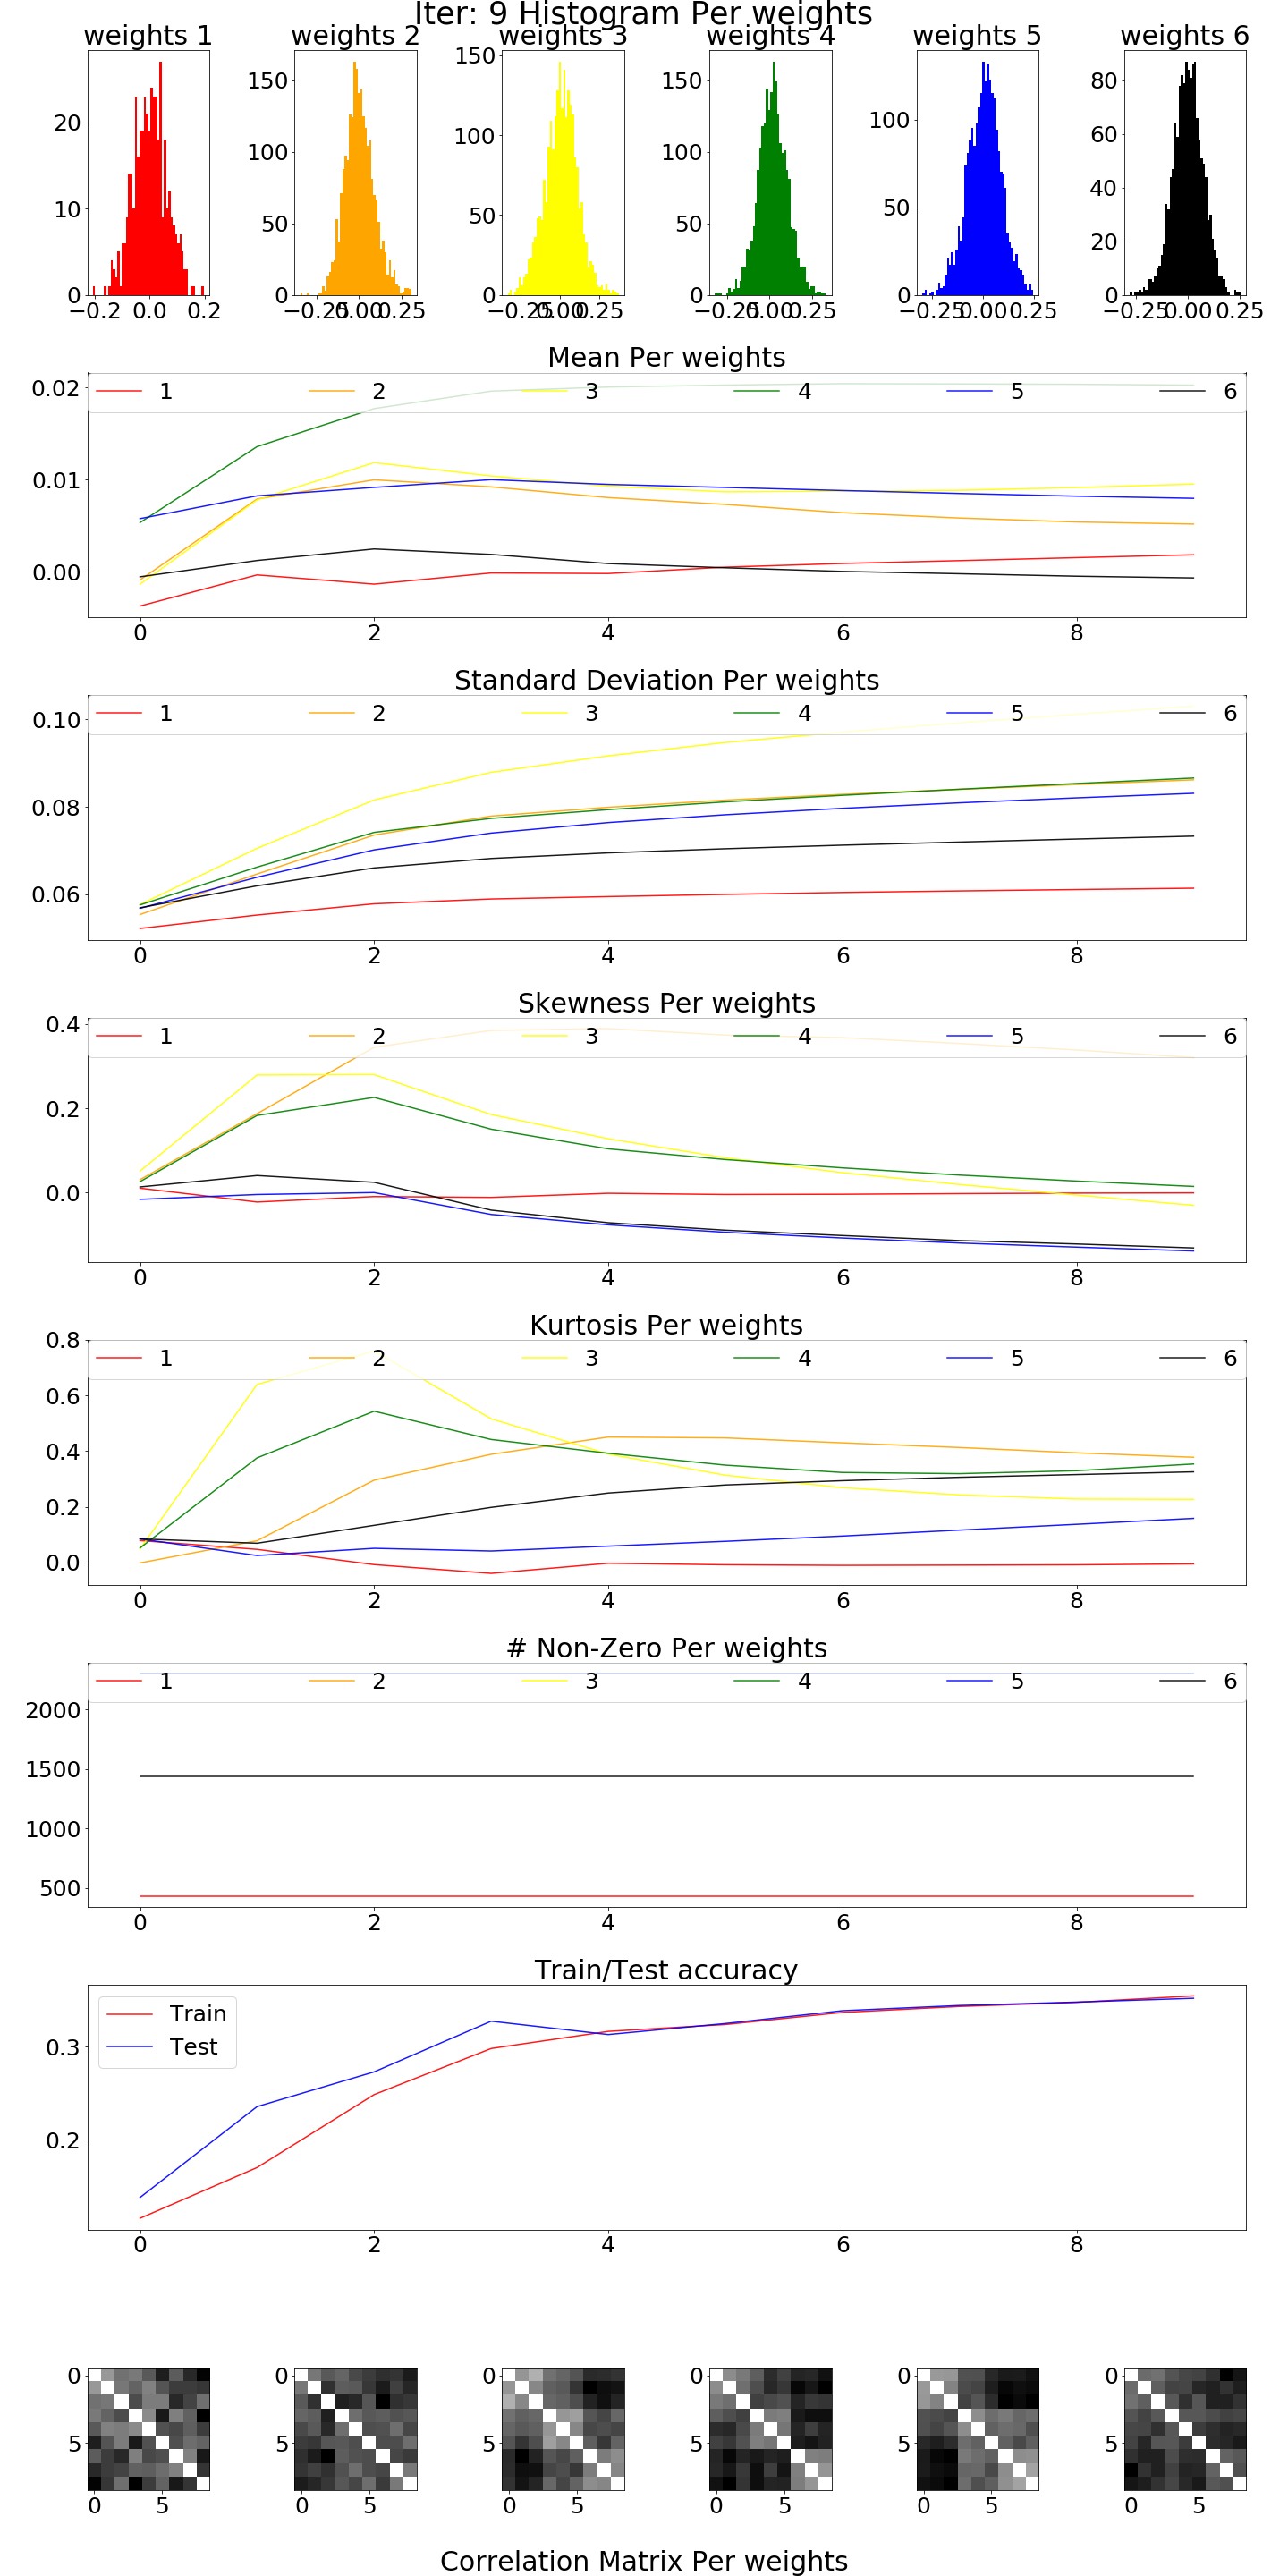 Iter: 9 Histogram Per weights
weights 1 weights 2 weights 3 weights 4 weights 5 weights 6
20
10
0
−0.2 0.0 0.2
150
100
50
0
−0.25 0.00 0.25
150
100
50
0
−0.25 0.00 0.25
150
100
50
0
−0.25 0.00 0.25
100
50
0
−0.25 0.00 0.25
80
60
40
20
0
−0.25 0.00 0.25
Mean Per weights
1 2 3 4 5 6
0.02
0.01
0.00
0 2 4 6 8
Standard Deviation Per weights
1 2 3 4 5 6
0.10
0.08
0.06
0 2 4 6 8
Skewness Per weights
1 2 3 4 5 6
0.4
0.2
0.0
0 2 4 6 8
Kurtosis Per weights
1 2 3 4 5 6
0.8
0.6
0.4
0.2
0.0
0 2 4 6 8
# Non-Zero Per weights
1 2 3 4 5 6
2000
1500
1000
500
0 2 4 6 8
Train/Test accuracy
Train
Test
0.3
0.2
0 2 4 6 8
0 0 0 0 0 0
5 5 5 5 5 5
0 5 0 5 0 5 0 5 0 5 0 5
Correlation Matrix Per weights